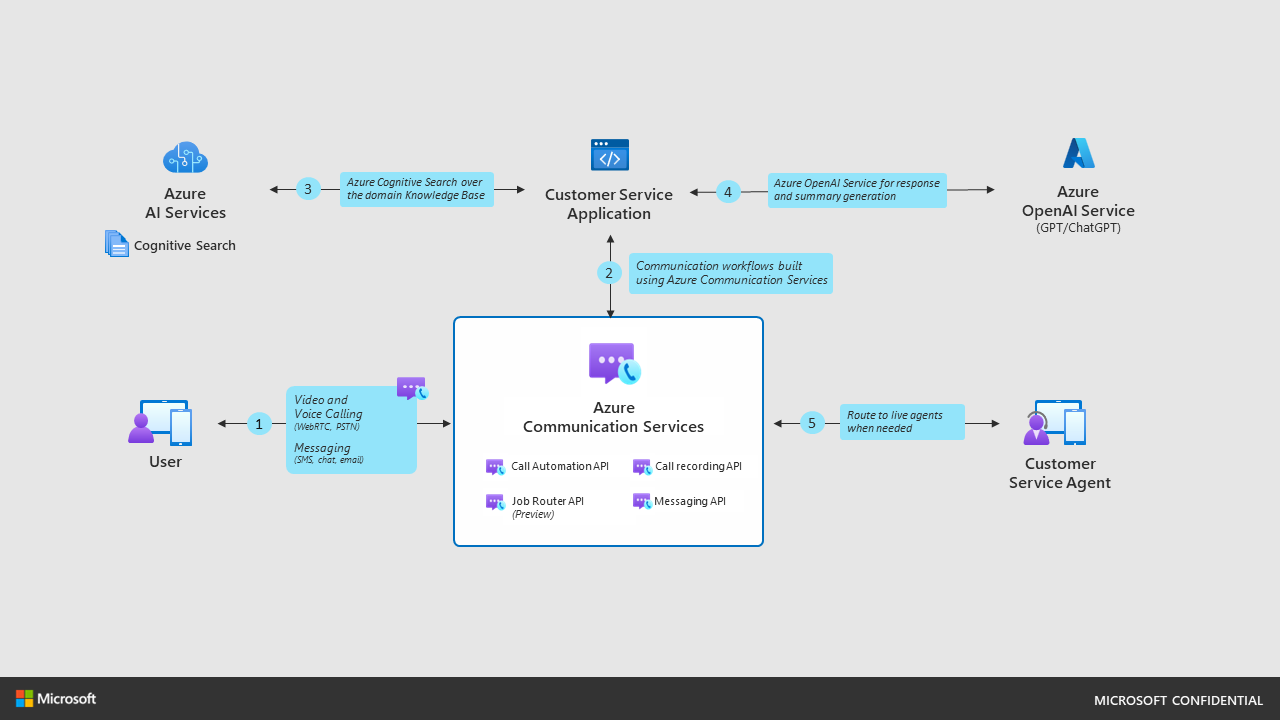 Azure
AI Services
Cognitive Search
3
Azure Cognitive Search over
the domain Knowledge Base
Customer Service
Application
4
Azure OpenAI Service for response
and summary generation
Azure
OpenAI Service
(GPT/ChatGPT)
2
Communication workflows built
using Azure Communication Services
User
1
Video and
Voice Calling
(WebRTC, PSTN)
Messaging
(SMS, chat, email)
Azure
Communication Services
Call Automation API
Call recording API
Job Router API
(Preview)
Messaging API
5
Route to live agents
when needed
Customer
Service Agent
Microsoft
MICROSOFT CONFIDENTIAL